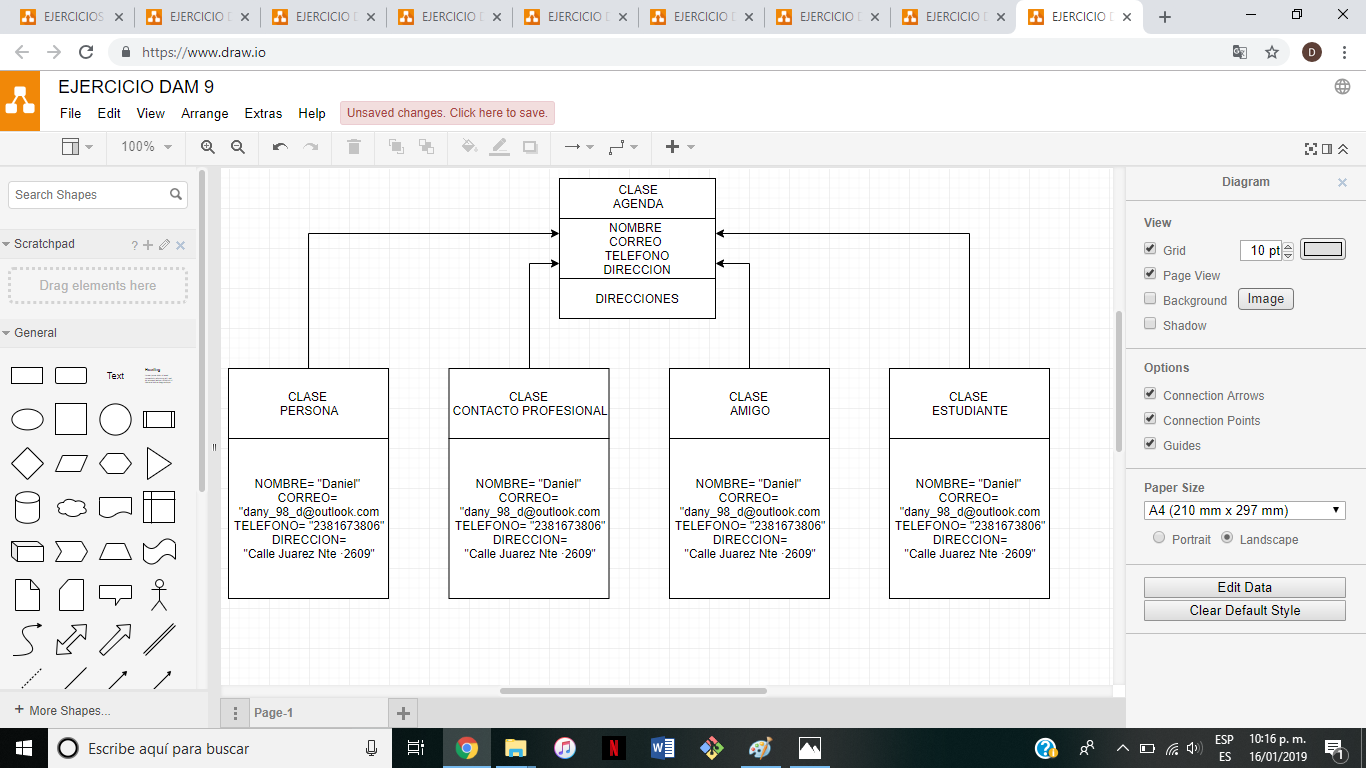 EJERCICIOS
EJERCICIO D
EJERCICIO D
EJERCICIO D
EJERCICIO D
EJERCICIO D
EJERCICIO D
EJERCICIO D
EJERCICIO D
https://www.draw.io
D
EJERCICIO DAM 9
File Edit View Arrange Extras Help Unsaved changes. Click here to save.
100%
Search Shapes
Scratchpad
?
Drag elements here
General
Text
Heading
More Shapes...
CLASE
AGENDA
NOMBRE
CORREO
TELEFONO
DIRECCION
DIRECCIONES
CLASE
PERSONA
NOMBRE= "Daniel"
CORREO=
"dany_98_d@outlook.com
TELEFONO= "2381673806"
DIRECCION=
"Calle Juarez Nte ·2609"
CLASE
CONTACTO PROFESIONAL
NOMBRE= "Daniel"
CORREO=
"dany_98_d@outlook.com
TELEFONO= "2381673806"
DIRECCION=
"Calle Juarez Nte ·2609"
CLASE
AMIGO
NOMBRE= "Daniel"
CORREO=
"dany_98_d@outlook.com
TELEFONO= "2381673806"
DIRECCION=
"Calle Juarez Nte ·2609"
CLASE
ESTUDIANTE
NOMBRE= "Daniel"
CORREO=
"dany_98_d@outlook.com
TELEFONO= "2381673806"
DIRECCION=
"Calle Juarez Nte ·2609"
Diagram
View
Grid 10 pt
Page View
Background Image
Shadow
Options
Connection Arrows
Connection Points
Guides
Paper Size
A4 (210 mm x 297 mm)
Portrait Landscape
Edit Data
Clear Default Style
Page-1
Escribe aquí para buscar
N
W
?
ESP
ES
10:16 p. m.
16/01/2019
1